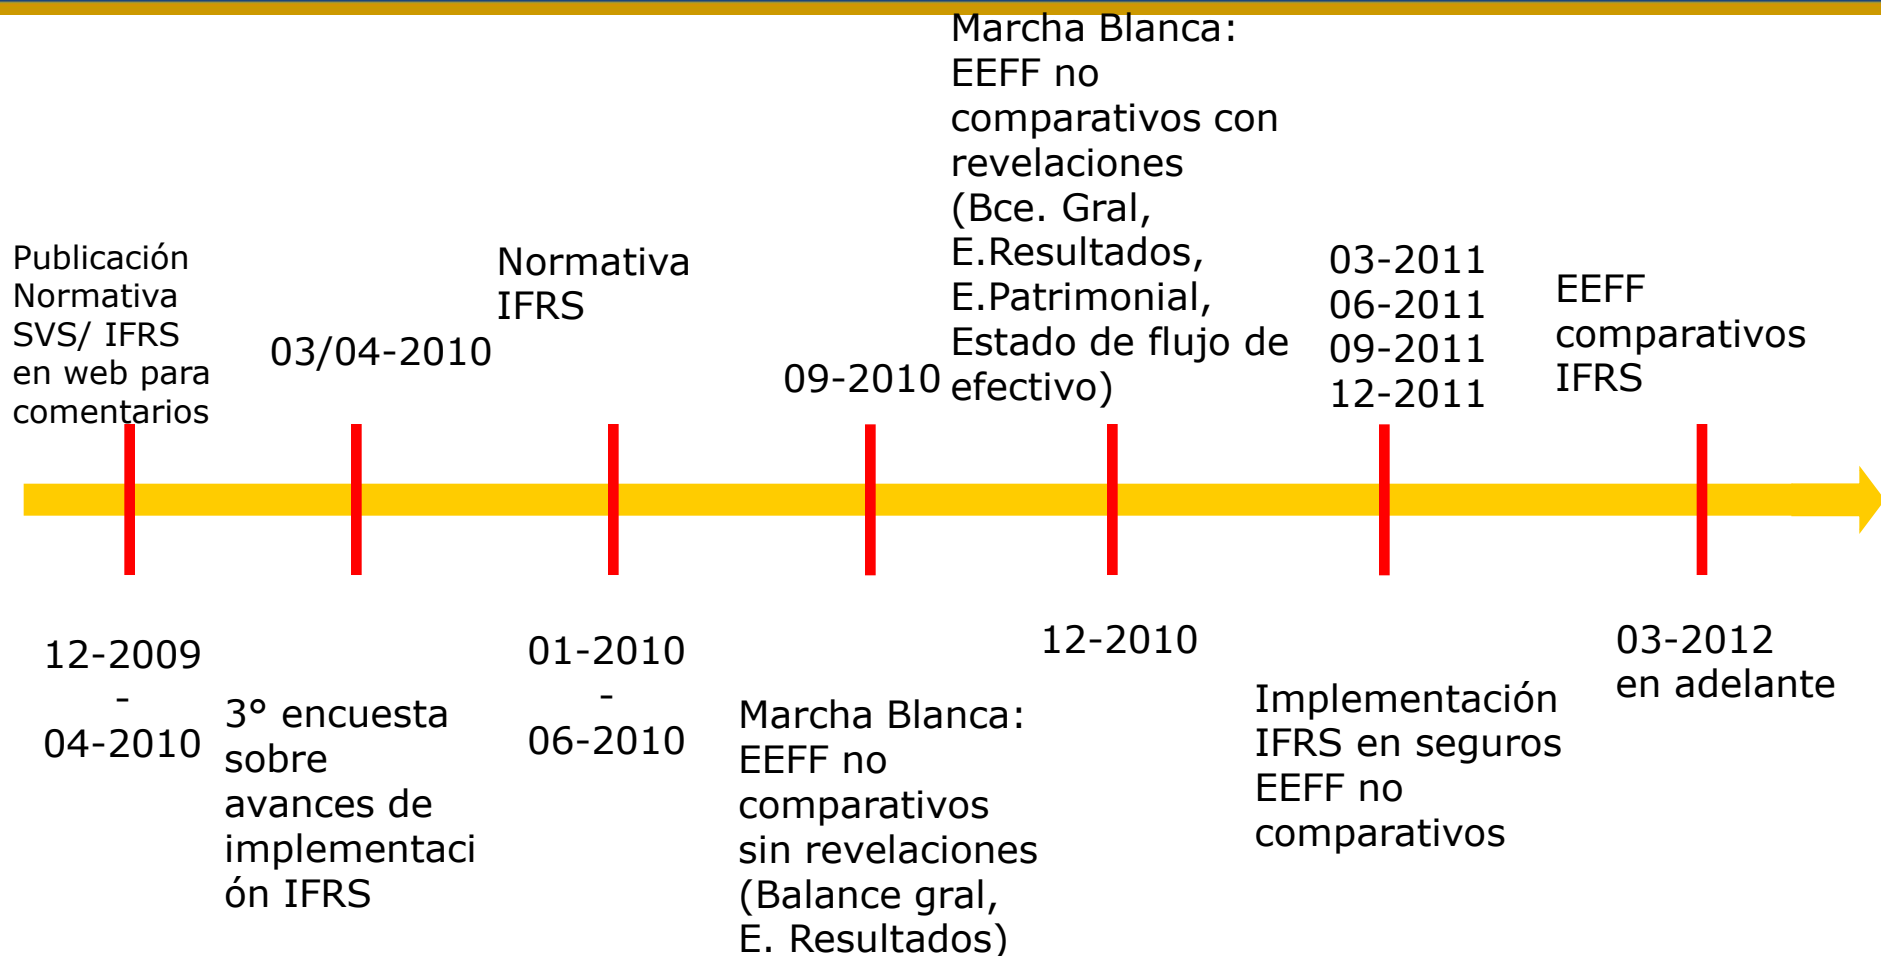 Publicación
Normativa
SVS/ IFRS
en web para
comentarios
12-2009
-
04-2010
03/04-2010
3° encuesta
sobre
avances de
implementaci
ón IFRS
Normativa
IFRS
01-2010
-
06-2010
09-2010
Marcha Blanca:
EEFF no
comparativos
sin revelaciones
(Balance gral,
E. Resultados)
Marcha Blanca:
EEFF no
comparativos con
revelaciones
(Bce. Gral,
E.Resultados,
E.Patrimonial,
Estado de flujo de
efectivo)
12-2010
03-2011
06-2011
09-2011
12-2011
Implementación
IFRS en seguros
EEFF no
comparativos
EEFF
comparativos
IFRS
03-2012
en adelante